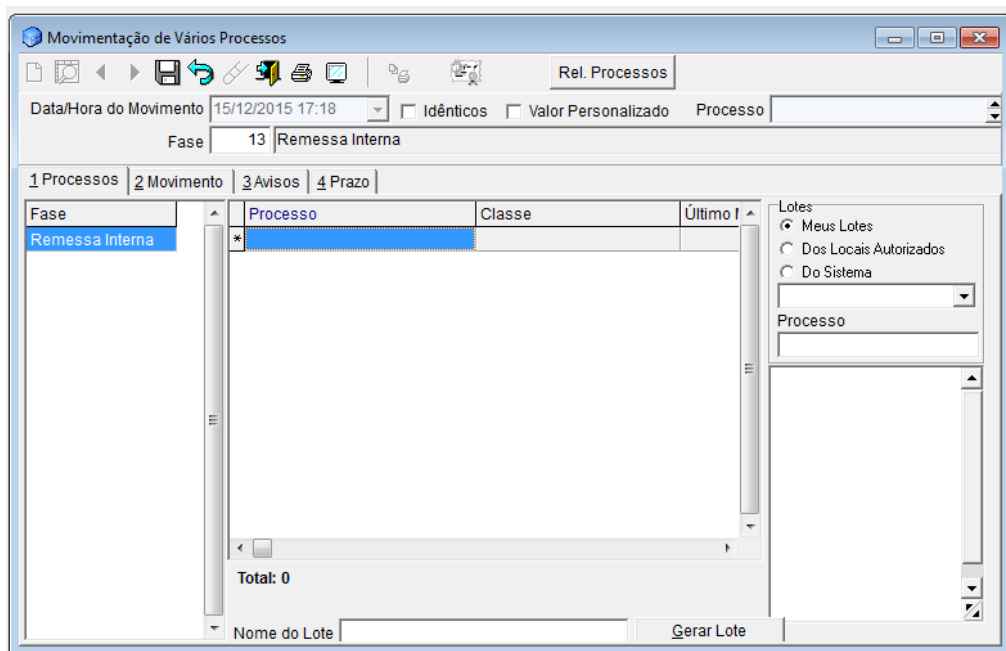 Movimentação de Vários Processos
Rel. Processos
Data/Hora do Movimento 15/12/2015 17:18 Idênticos Valor Personalizado Processo
Fase 13 Remessa Interna
1 Processos 2 Movimento 3 Avisos 4 Prazo
Fase Processo Classe Último
Remessa Interna *
Lotes
Meus Lotes
Dos Locais Autorizados
Do Sistema
Processo
Total: 0
Nome do Lote Gerar Lote